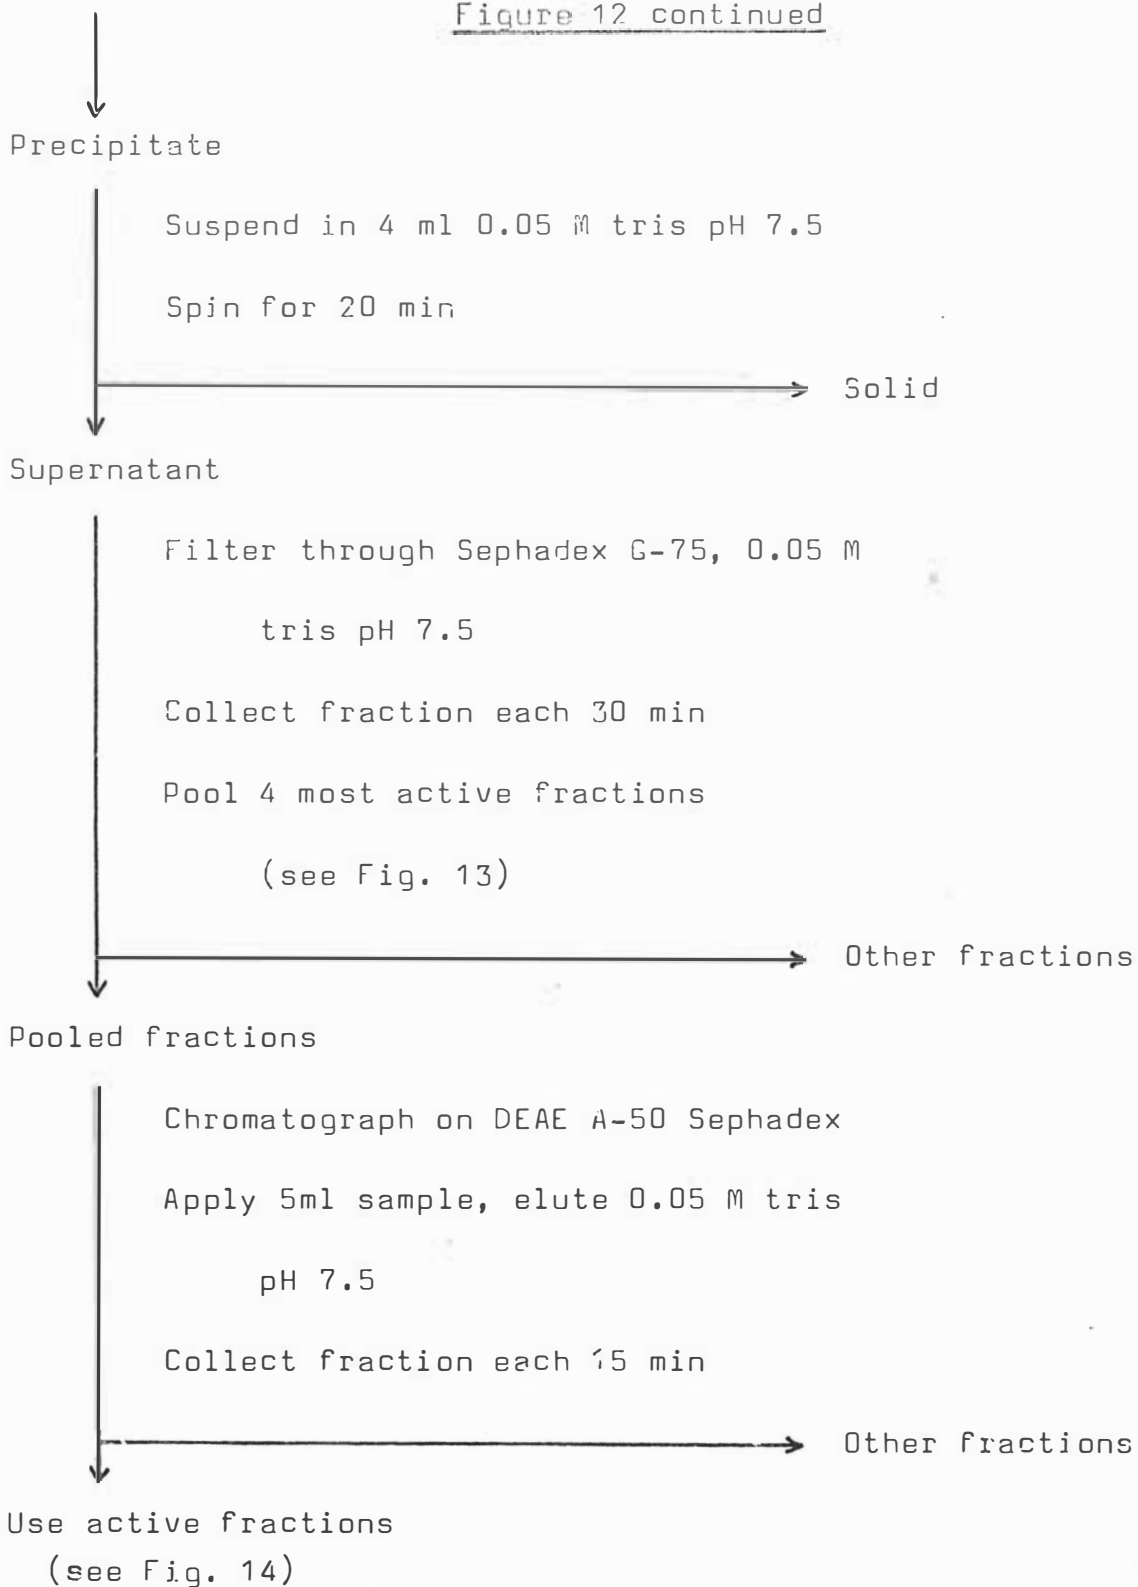 Figure 12 continued
Precipitate
Suspend in 4 ml 0.05 M tris pH 7.5
Spin for 20 min
Solid
Supernatant
Filter through Sephadex G-75, 0.05 M
tris pH 7.5
Collect fraction each 30 min
Pool 4 most active fractions
(see Fig. 13)
Other fractions
Pooled fractions
Chromatograph on DEAE A-50 Sephadex
Apply 5ml sample, elute 0.05 M tris
pH 7.5
Collect fraction each 15 min
Other fractions
Use active fractions
(see Fig. 14)